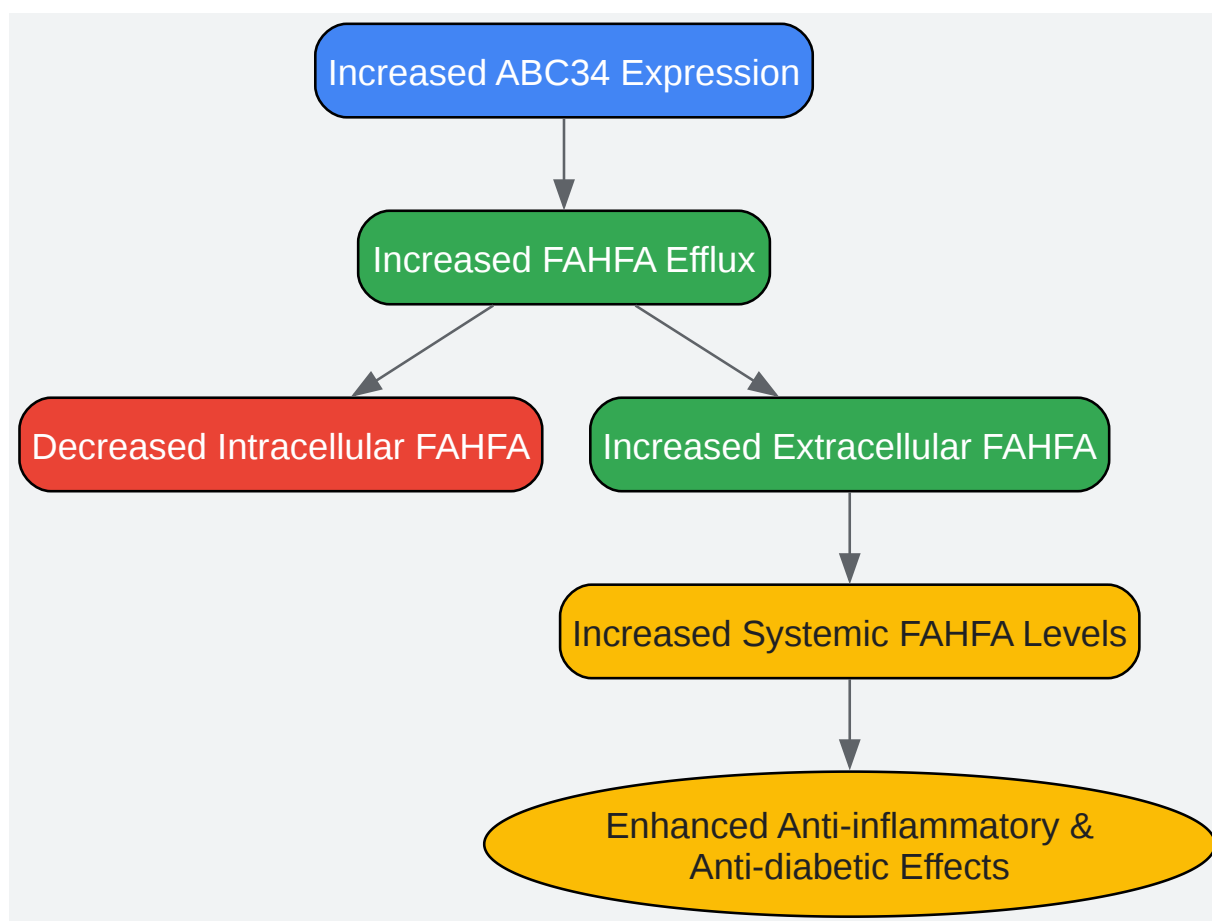 Increased ABC34 Expression
Increased FAHFA Efflux
Decreased Intracellular FAHFA
Increased Extracellular FAHFA
Increased Systemic FAHFA Levels
Enhanced Anti-inflammatory &
Anti-diabetic Effects